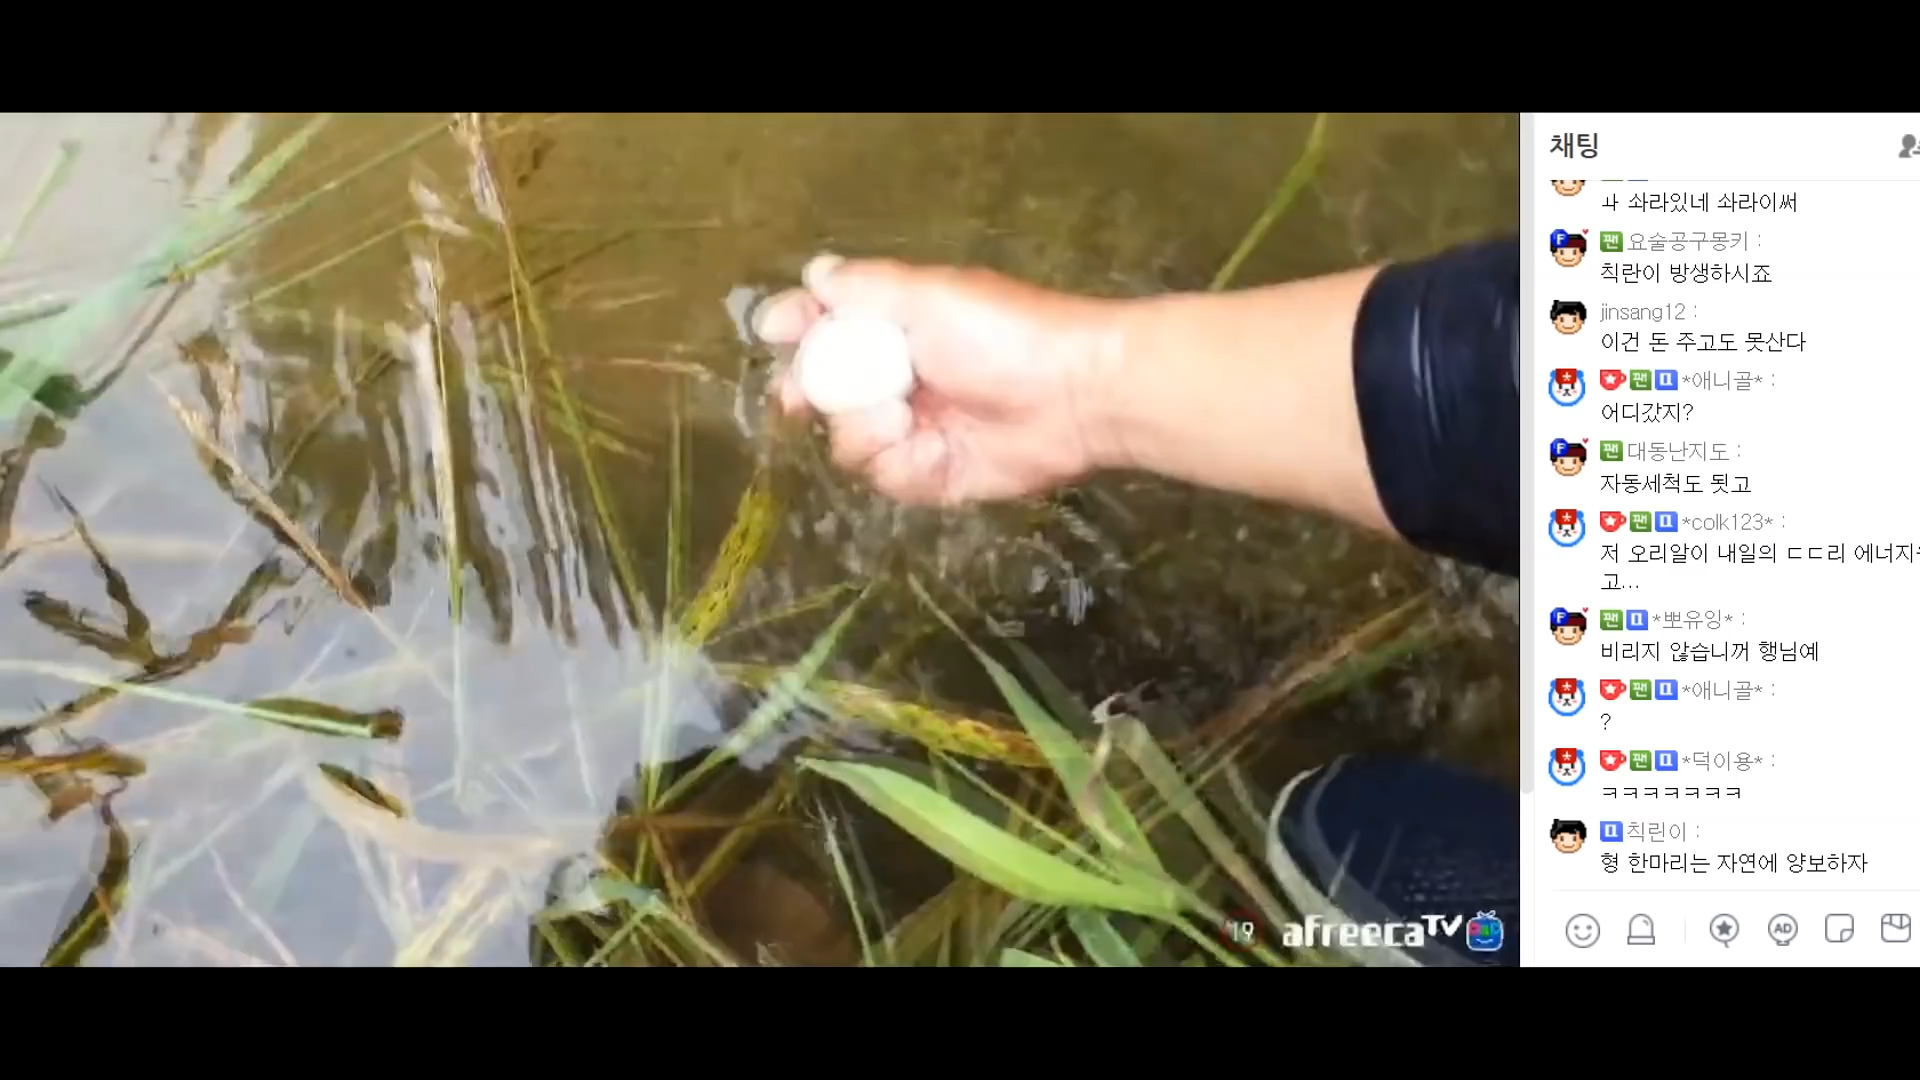 채팅
ㅘ 솨라있네 솨라이써
팬 요술공구몽키 :
칙란이 방생하시죠
jinsang12 :
이건 돈 주고도 못산다
팬 *애니골* :
어디갔지?
팬 대동난지도 :
자동세척도 됫고
팬 *colk123* :
저 오리알이 내일의 ㄷㄷ리 에너지
고...
팬 *뽀유잉* :
비리지 않습니꺼 행님예
팬 *애니골* :
?
팬 *덕이용* :
ㅋㅋㅋㅋㅋㅋㅋ
칙린이 :
형 한마리는 자연에 양보하자
AD
19 afreecaTV